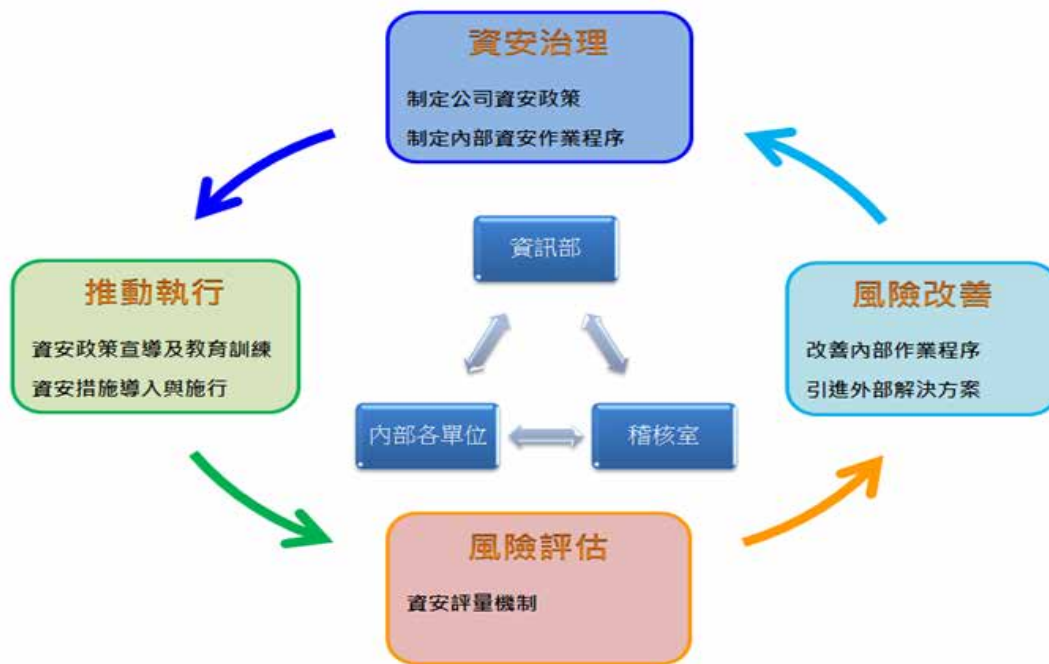 資安治理
制定公司資安政策
制定內部資安作業程序
資訊部
推動執行
資安政策宣導及教育訓練
資安措施導入與施行
風險改善
改善內部作業程序
引進外部解決方案
內部各單位
稽核室
風險評估
資安評量機制